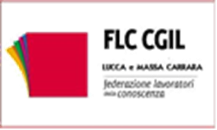 FLC CGIL
LUCCA e MASSA CARRARA
federazione lavoratori
della conoscenza